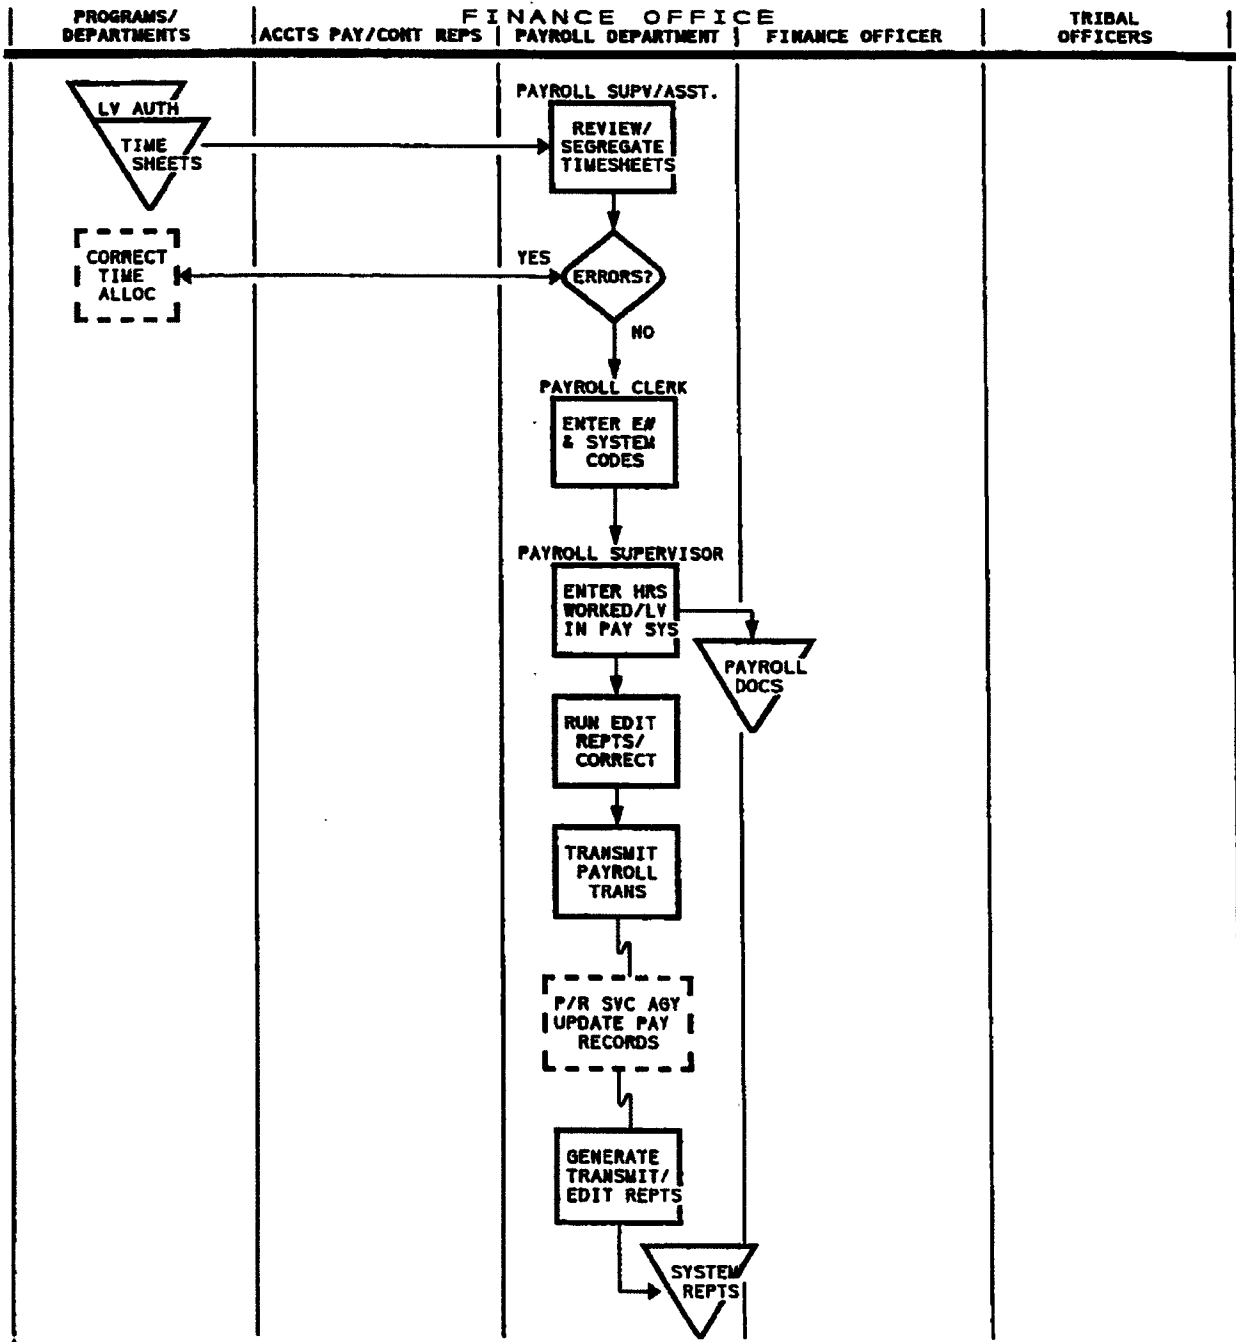 FINANCE OFFICE
PROGRAMS/
DEPARTMENTS
ACCTS PAY/CONT REPS
PAYROLL DEPARTMENT
FINANCE OFFICER
TRIBAL
OFFICERS
LV AUTH
TIME
SHEETS
PAYROLL SUPV/ASST.
REVIEW/
SEGREGATE
TIMESHEETS
CORRECT
TIME
ALLOC
YES
ERRORS?
NO
PAYROLL CLERK
ENTER E#
& SYSTEM
CODES
PAYROLL SUPERVISOR
ENTER HRS
WORKED/LV
IN PAY SYS
PAYROLL
DOCS
RUN EDIT
REPTS/
CORRECT
TRANSMIT
PAYROLL
TRANS
P/R SVC AGY
UPDATE PAY
RECORDS
GENERATE
TRANSMIT/
EDIT REPTS
SYSTEM
REPTS